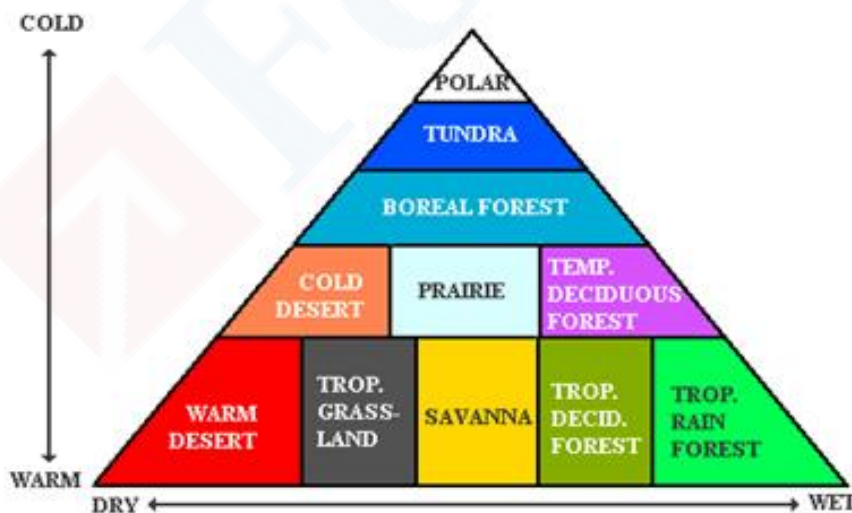 COLD
POLAR
TUNDRA
BOREAL FOREST
COLD
DESERT
PRAIRIE
TEMP.
DECIDUOUS
FOREST
WARM
DESERT
TROP.
GRASS-
LAND
SAVANNA
TROP.
DECID.
FOREST
TROP.
RAIN
FOREST
WARM
DRY
WET